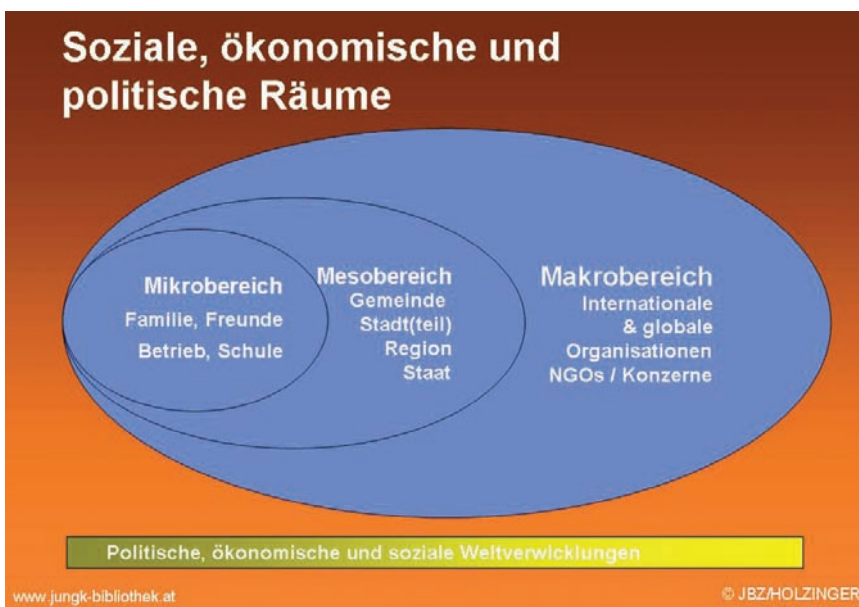 Soziale, ökonomische und
politische Räume
Mikrobereich
Familie, Freunde
Betrieb, Schule
Mesobereich
Gemeinde
Stadt(teil)
Region
Staat
Makrobereich
Internationale
& globale
Organisationen
NGOs / Konzerne
Politische, ökonomische und soziale Weltverwicklungen
www.jungk-bibliothek.at
© JBZ/HOLZINGER